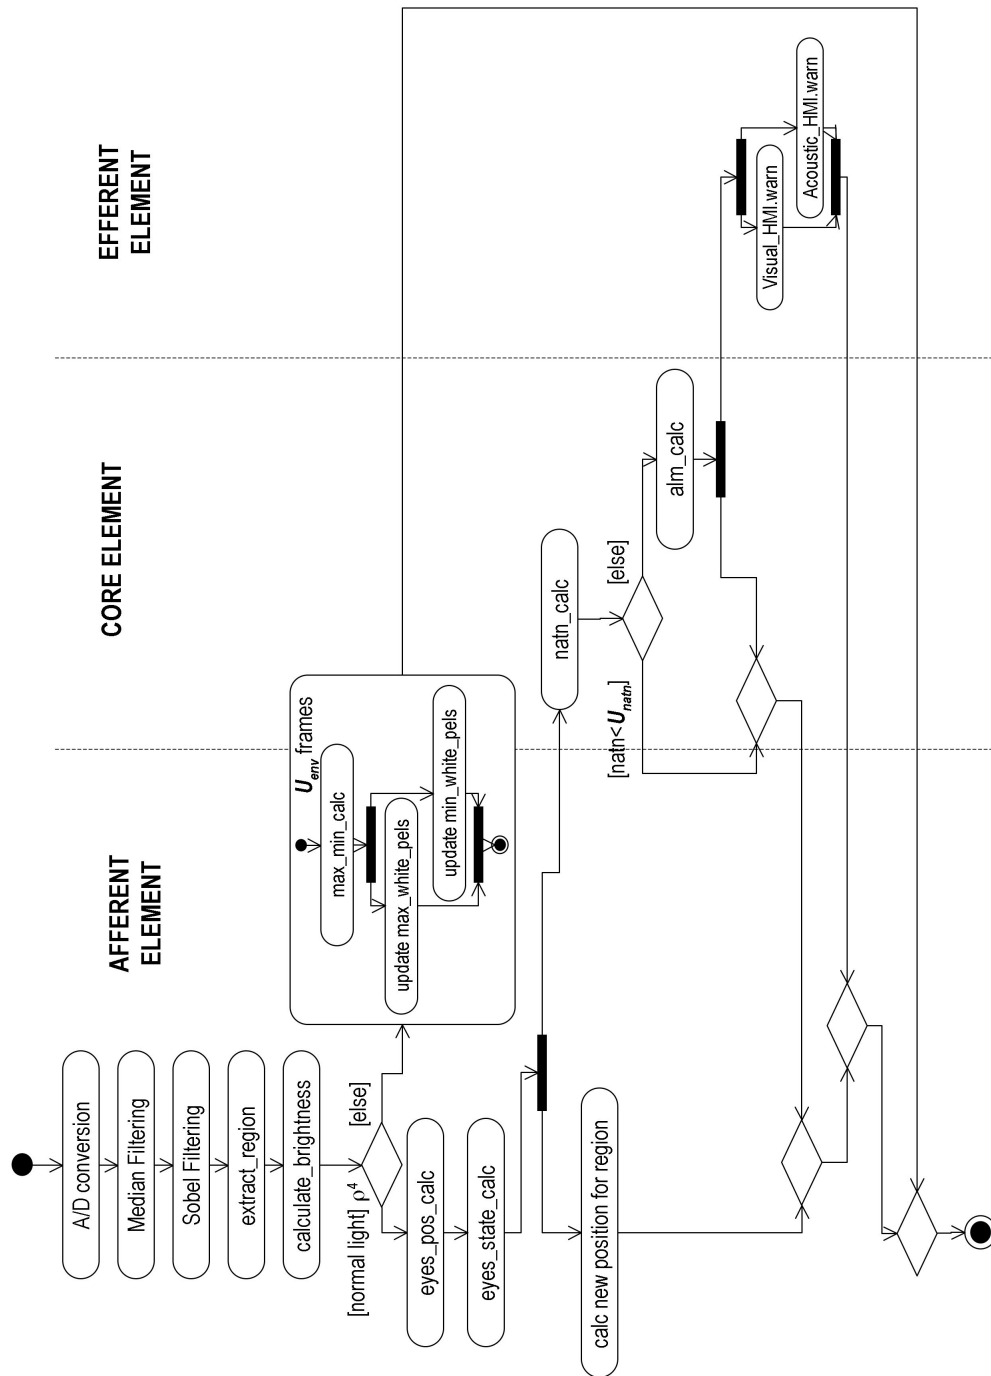 AFFERENT
ELEMENT
CORE ELEMENT
EFFERENT
ELEMENT
A/D conversion
Median Filtering
Sobel Filtering
extract_region
calculate_brightness
[normal light] ρ⁴
[else]
eyes_pos_calc
eyes_state_calc
calc new position for region
U_env frames
max_min_calc
update max_white_pels
update min_white_pels
natn_calc
[natn<U_natn]
[else]
alm_calc
Visual_HMI.warn
Acoustic_HMI.warn